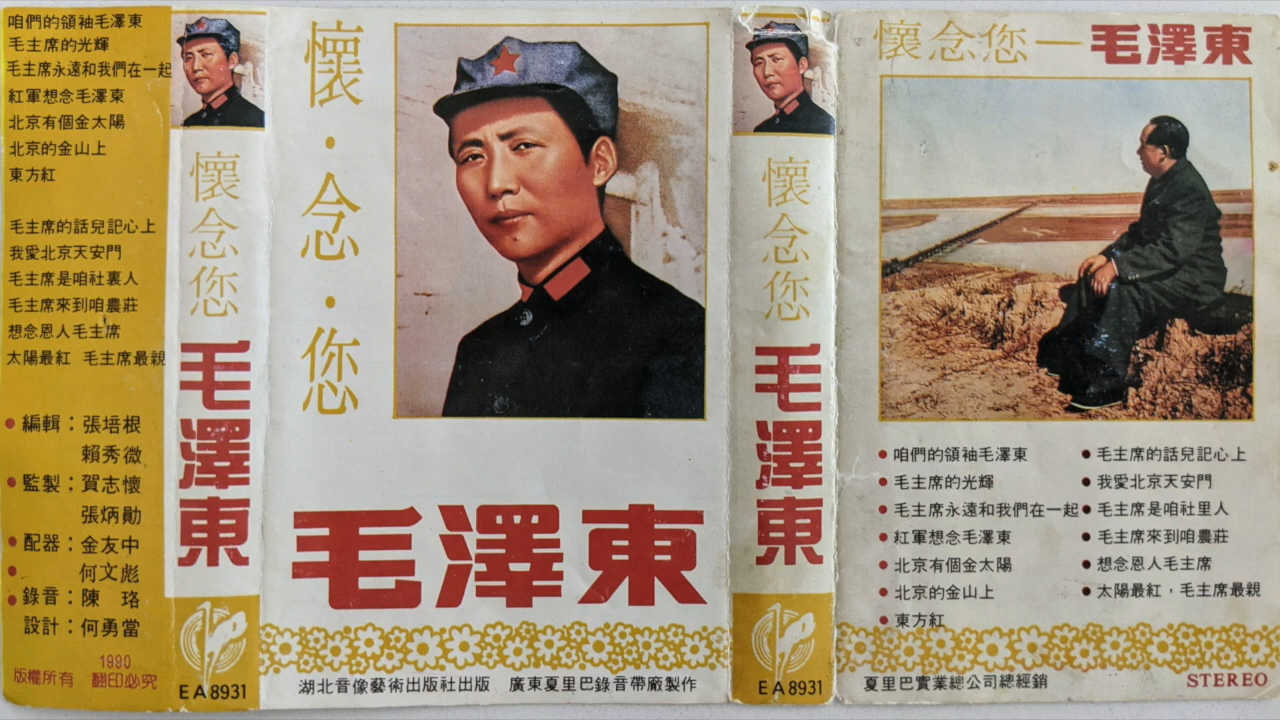 咱們的領袖毛澤東
毛主席的光輝
毛主席永遠和我們在一起
紅軍想念毛澤東
北京有個金太陽
北京的金山上
東方紅
毛主席的話兒記心上
我愛北京天安門
毛主席是咱社裏人
毛主席來到咱農莊
想念恩人毛主席
太陽最紅 毛主席最親
• 編輯：張培根
賴秀微
• 監製：賀志懷
張炳勛
• 配器：金友中
• 何文彪
• 錄音：陳 珞
設計：何勇當
1990
版權所有 翻印必究
懷念您
毛澤東
EA8931
懷·念·您
毛澤東
湖北音像藝術出版社出版 廣東夏里巴錄音帶廠製作
懷念您
毛澤東
EA8931
懷念您—毛澤東
• 咱們的領袖毛澤東
• 毛主席的光輝
• 毛主席永遠和我們在一起
• 紅軍想念毛澤東
• 北京有個金太陽
• 北京的金山上
• 東方紅
• 毛主席的話兒記心上
• 我愛北京天安門
• 毛主席是咱社里人
• 毛主席來到咱農莊
• 想念恩人毛主席
• 太陽最紅，毛主席最親
夏里巴實業總公司總經銷
STEREO